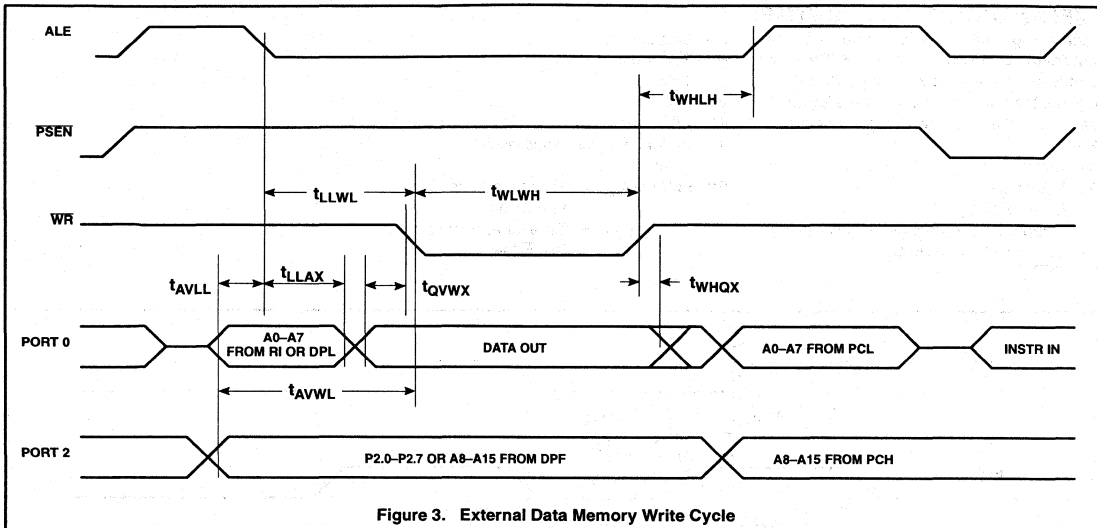 ALE
tWHLH
PSEN
tLLWL
tWLWH
WR
tAVLL
tLLAX
tQVWX
tWHQX
PORT 0
A0–A7
FROM RI OR DPL
DATA OUT
A0–A7 FROM PCL
INSTR IN
tAVWL
PORT 2
P2.0–P2.7 OR A8–A15 FROM DPF
A8–A15 FROM PCH
Figure 3. External Data Memory Write Cycle